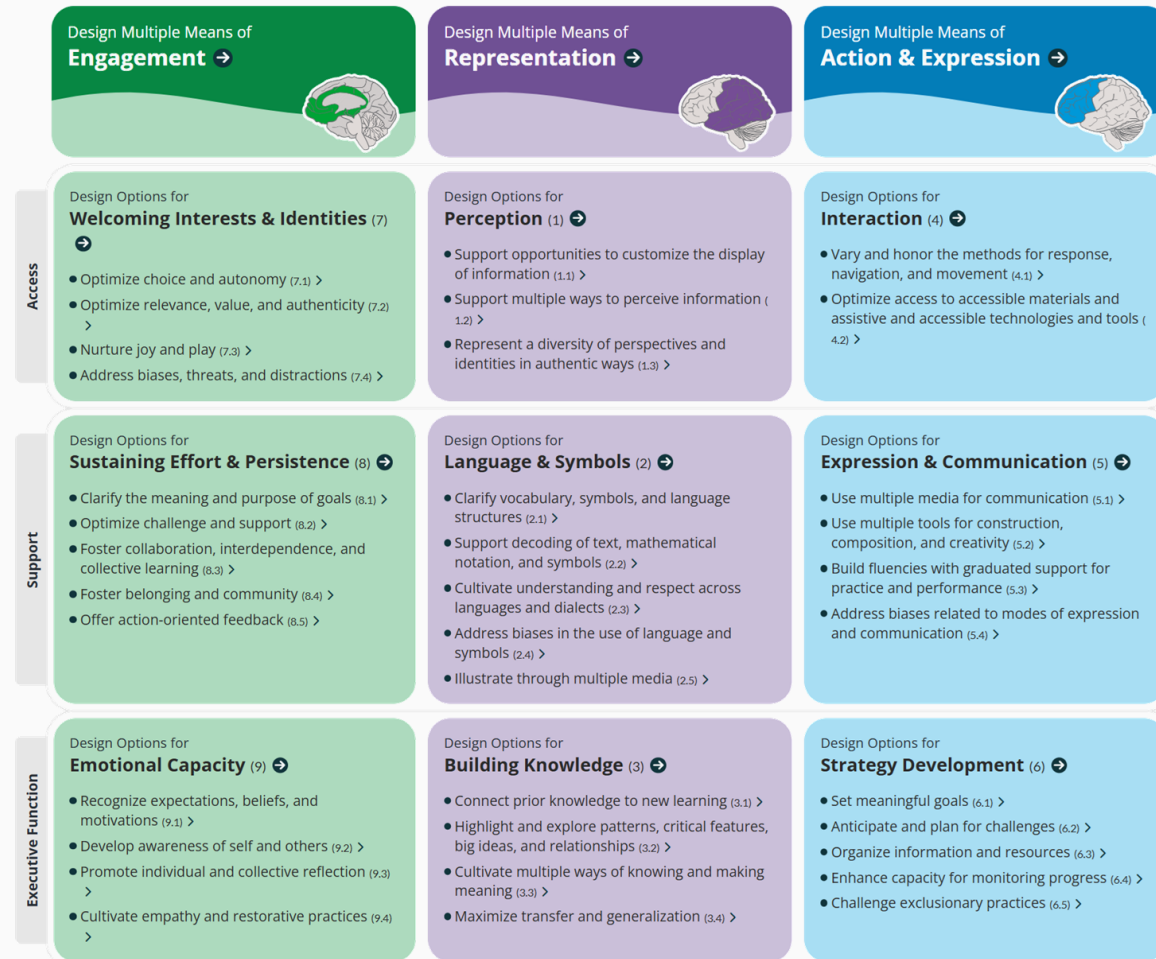 Design Multiple Means of
Engagement
Design Multiple Means of
Representation
Design Multiple Means of
Action & Expression
Access
Design Options for
Welcoming Interests & Identities (7)
Optimize choice and autonomy (7.1)
Optimize relevance, value, and authenticity (7.2)
Nurture joy and play (7.3)
Address biases, threats, and distractions (7.4)
Design Options for
Perception (1)
Support opportunities to customize the display
of information (1.1)
Support multiple ways to perceive information (
1.2)
Represent a diversity of perspectives and
identities in authentic ways (1.3)
Design Options for
Interaction (4)
Vary and honor the methods for response,
navigation, and movement (4.1)
Optimize access to accessible materials and
assistive and accessible technologies and tools (
4.2)
Support
Design Options for
Sustaining Effort & Persistence (8)
Clarify the meaning and purpose of goals (8.1)
Optimize challenge and support (8.2)
Foster collaboration, interdependence, and
collective learning (8.3)
Foster belonging and community (8.4)
Offer action-oriented feedback (8.5)
Design Options for
Language & Symbols (2)
Clarify vocabulary, symbols, and language
structures (2.1)
Support decoding of text, mathematical
notation, and symbols (2.2)
Cultivate understanding and respect across
languages and dialects (2.3)
Address biases in the use of language and
symbols (2.4)
Illustrate through multiple media (2.5)
Design Options for
Expression & Communication (5)
Use multiple media for communication (5.1)
Use multiple tools for construction,
composition, and creativity (5.2)
Build fluencies with graduated support for
practice and performance (5.3)
Address biases related to modes of expression
and communication (5.4)
Executive Function
Design Options for
Emotional Capacity (9)
Recognize expectations, beliefs, and
motivations (9.1)
Develop awareness of self and others (9.2)
Promote individual and collective reflection (9.3)
Cultivate empathy and restorative practices (9.4)
Design Options for
Building Knowledge (3)
Connect prior knowledge to new learning (3.1)
Highlight and explore patterns, critical features,
big ideas, and relationships (3.2)
Cultivate multiple ways of knowing and making
meaning (3.3)
Maximize transfer and generalization (3.4)
Design Options for
Strategy Development (6)
Set meaningful goals (6.1)
Anticipate and plan for challenges (6.2)
Organize information and resources (6.3)
Enhance capacity for monitoring progress (6.4)
Challenge exclusionary practices (6.5)